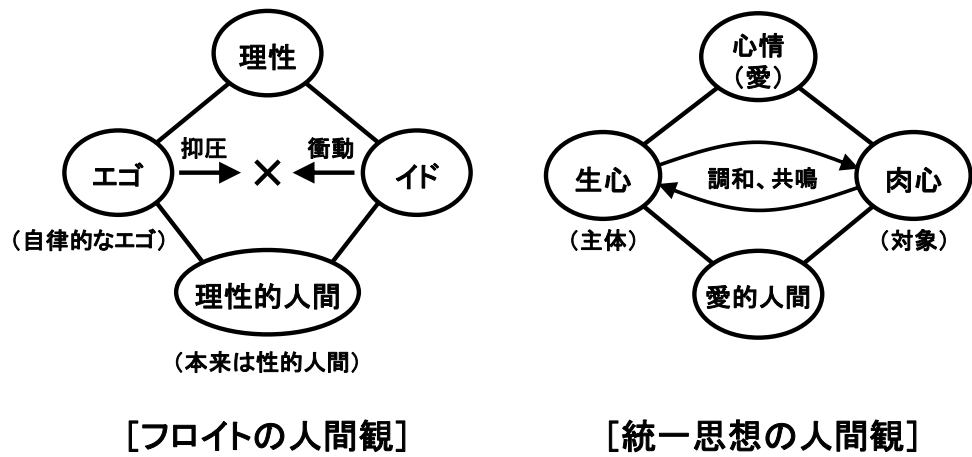 理性
エゴ
抑圧
×
衝動
イド
(自律的なエゴ)
理性的人間
(本来は性的人間)
[フロイトの人間観]
心情
(愛)
生心
調和、共鳴
肉心
(主体)
(対象)
愛的人間
[統一思想の人間観]